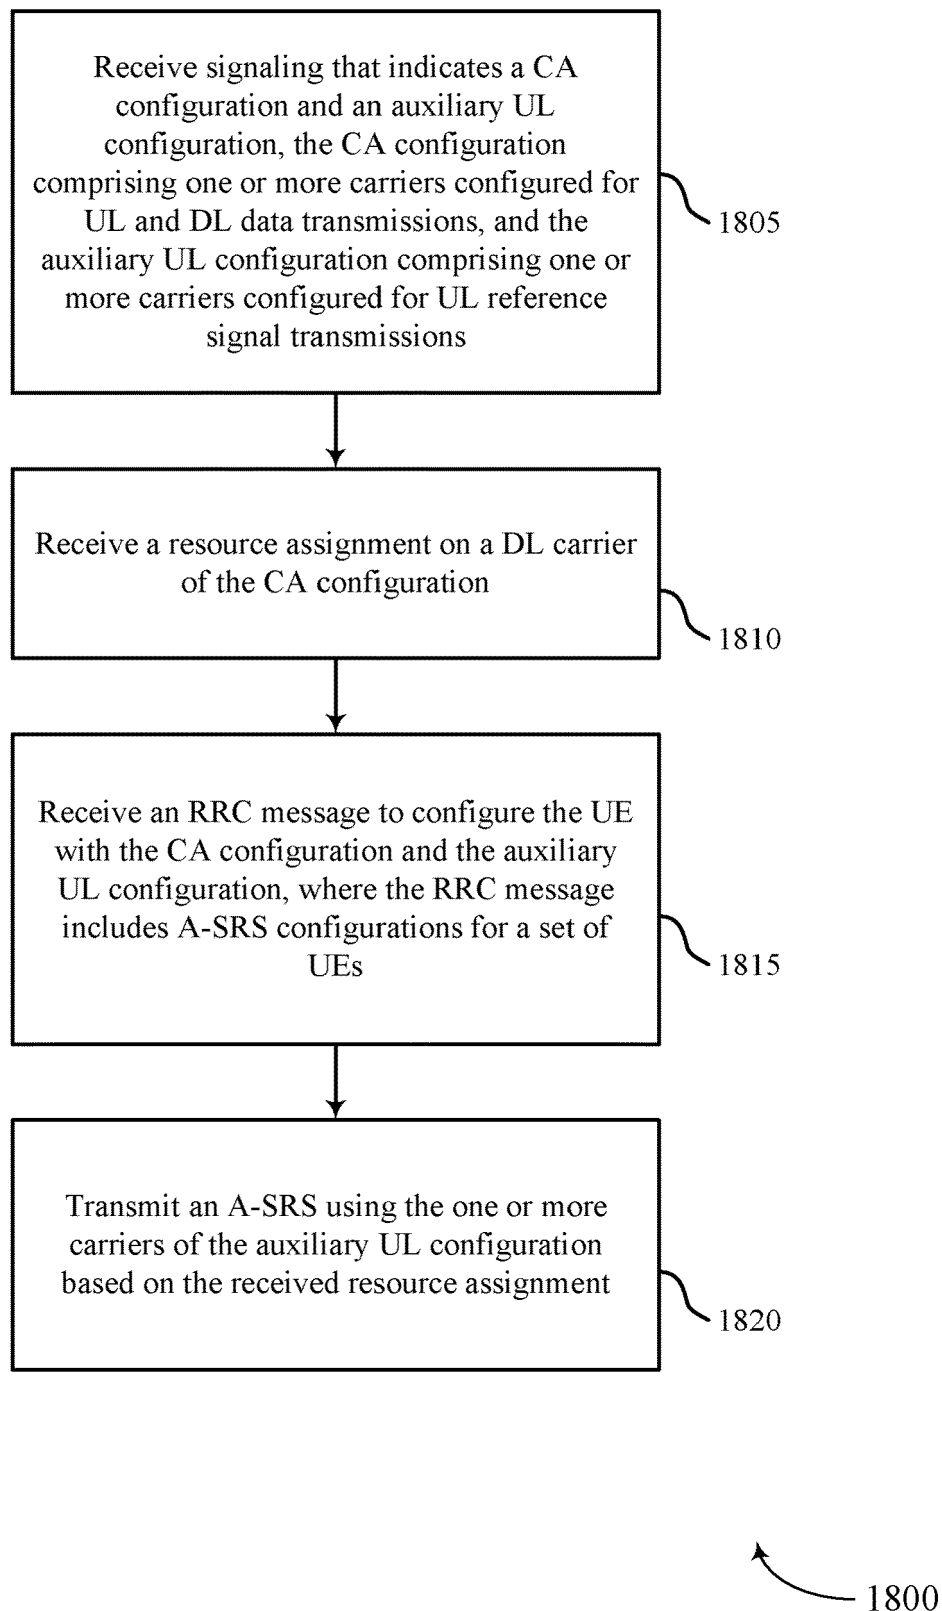 Receive signaling that indicates a CA
configuration and an auxiliary UL
configuration, the CA configuration
comprising one or more carriers configured for
UL and DL data transmissions, and the
auxiliary UL configuration comprising one or
more carriers configured for UL reference
signal transmissions
1805
Receive a resource assignment on a DL carrier
of the CA configuration
1810
Receive an RRC message to configure the UE
with the CA configuration and the auxiliary
UL configuration, where the RRC message
includes A-SRS configurations for a set of
UEs
1815
Transmit an A-SRS using the one or more
carriers of the auxiliary UL configuration
based on the received resource assignment
1820
1800